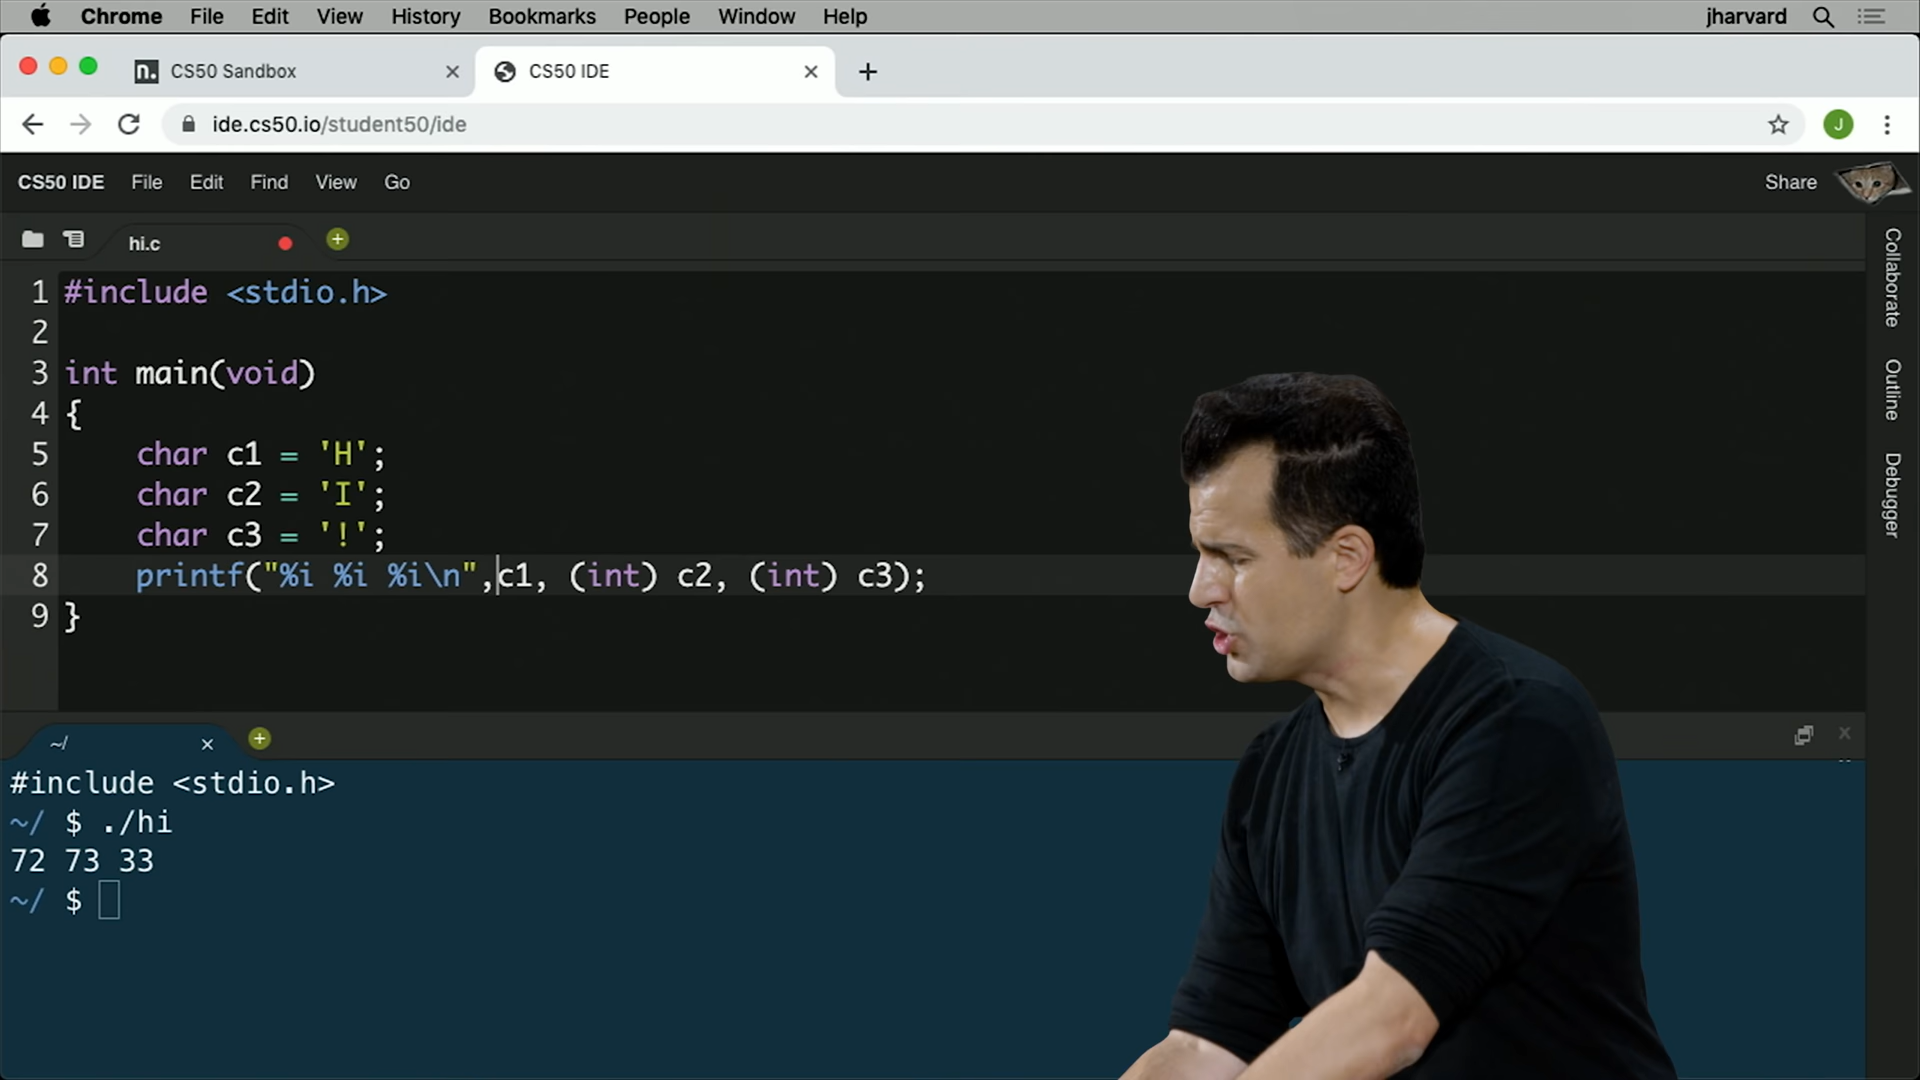 Chrome File Edit View History Bookmarks People Window Help jharvard
n. CS50 Sandbox CS50 IDE
ide.cs50.io/student50/ide J
CS50 IDE File Edit Find View Go Share
hi.c
1 #include <stdio.h>
2
3 int main(void)
4 {
5 char c1 = 'H';
6 char c2 = 'I';
7 char c3 = '!';
8 printf("%i %i %i\n",c1, (int) c2, (int) c3);
9 }
Collaborate
Outline
Debugger
~/
#include <stdio.h>
~/ $ ./hi
72 73 33
~/ $